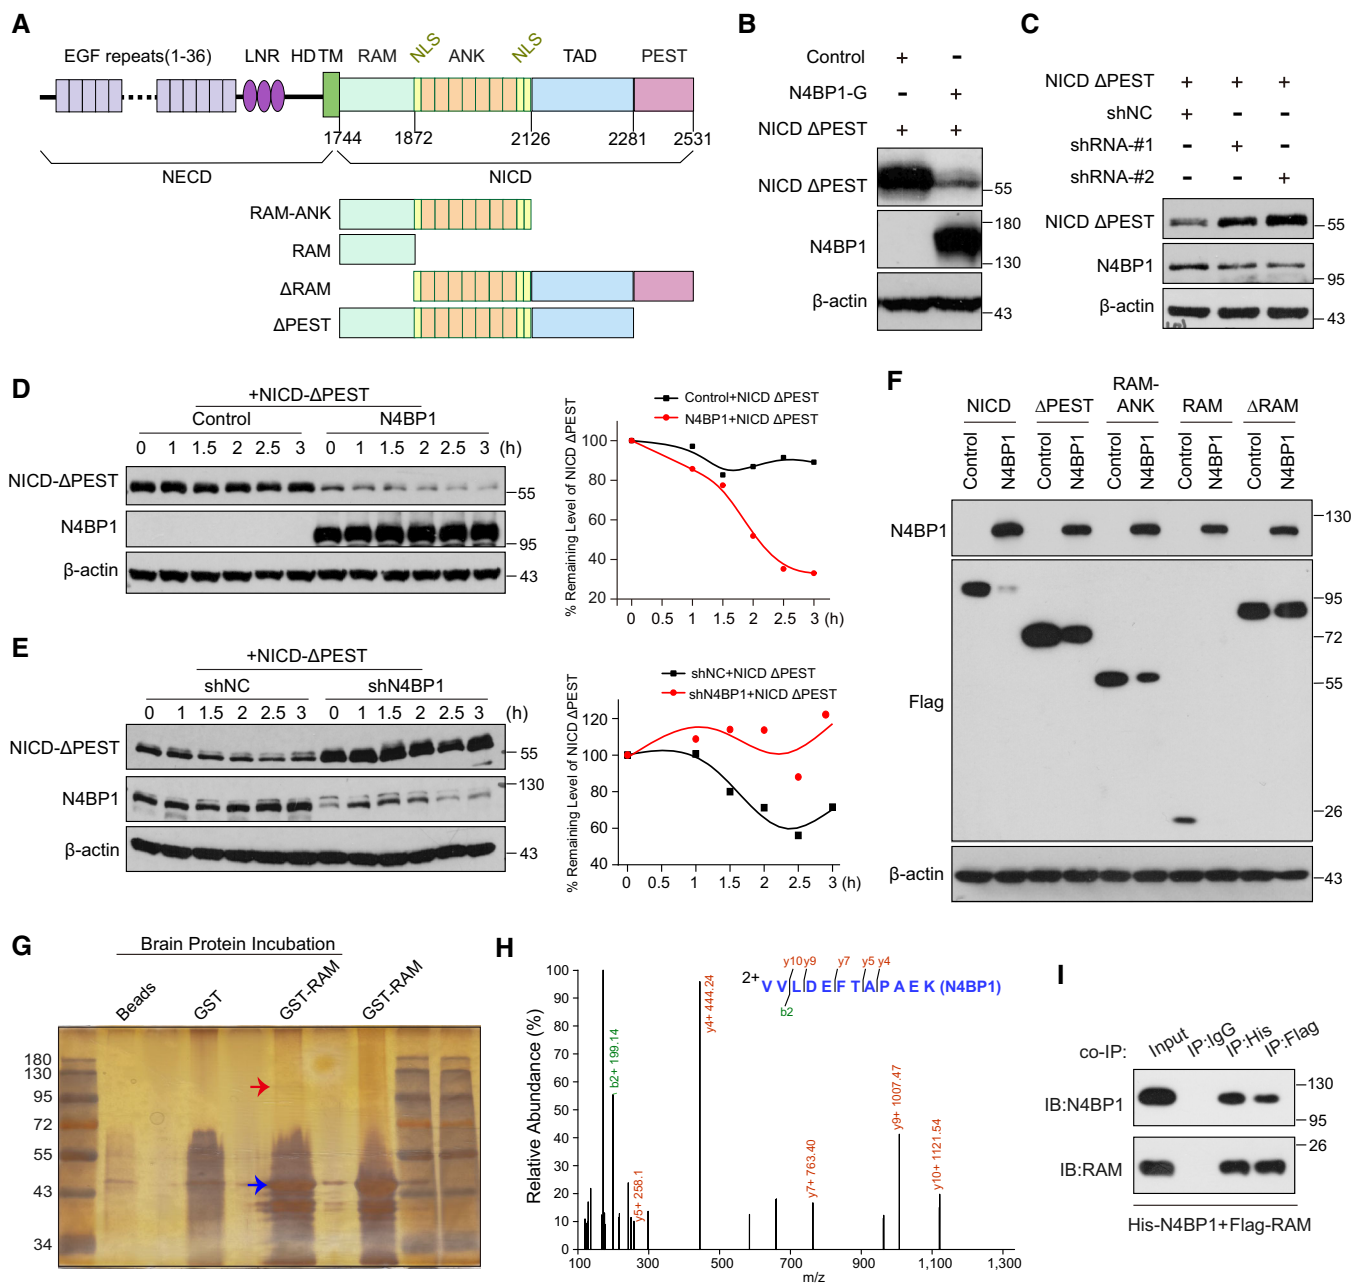 A
EGF repeats(1-36) LNR HD TM RAM NLS ANK NLS TAD PEST
1744 1872 2126 2281 2531
NECD NICD
RAM-ANK
RAM
ΔRAM
ΔPEST
B
Control + -
N4BP1-G - +
NICD ΔPEST + +
NICD ΔPEST 55
N4BP1 180
130
β-actin 43
C
NICD ΔPEST + + +
shNC + - -
shRNA-#1 - + -
shRNA-#2 - - +
NICD ΔPEST 55
N4BP1 95
β-actin 43
D
+NICD-ΔPEST
Control N4BP1
0 1 1.5 2 2.5 3 0 1 1.5 2 2.5 3 (h)
NICD-ΔPEST 55
N4BP1 95
β-actin 43
Control+NICD ΔPEST
N4BP1+NICD ΔPEST
% Remaining Level of NICD ΔPEST
100
80
60
40
20
0 0.5 1 1.5 2 2.5 3 (h)
E
+NICD-ΔPEST
shNC shN4BP1
0 1 1.5 2 2.5 3 0 1 1.5 2 2.5 3 (h)
NICD-ΔPEST 55
N4BP1 130
β-actin 43
shNC+NICD ΔPEST
shN4BP1+NICD ΔPEST
% Remaining Level of NICD ΔPEST
120
100
80
60
40
0 0.5 1 1.5 2 2.5 3 (h)
F
NICD ΔPEST RAM-ANK RAM ΔRAM
Control N4BP1 Control N4BP1 Control N4BP1 Control N4BP1 Control N4BP1
N4BP1 130
Flag 95
72
55
26
β-actin 43
G
Brain Protein Incubation
Beads GST GST-RAM GST-RAM
180
130
95
72
55
43
34
H
Relative Abundance (%)
100
90
80
70
60
50
40
30
20
10
0
100 300 500 700 900 1,100 1,300
m/z
y10 y9 y7 y5 y4
2+ V V L D E F T A P A E K (N4BP1)
b2
b2+ 199.14
y5+ 258.1
y4+ 444.24
y7+ 763.40
y9+ 1007.47
y10+ 1121.54
I
co-IP: Input IP:IgG IP:His IP:Flag
IB:N4BP1 130
95
IB:RAM 26
His-N4BP1+Flag-RAM